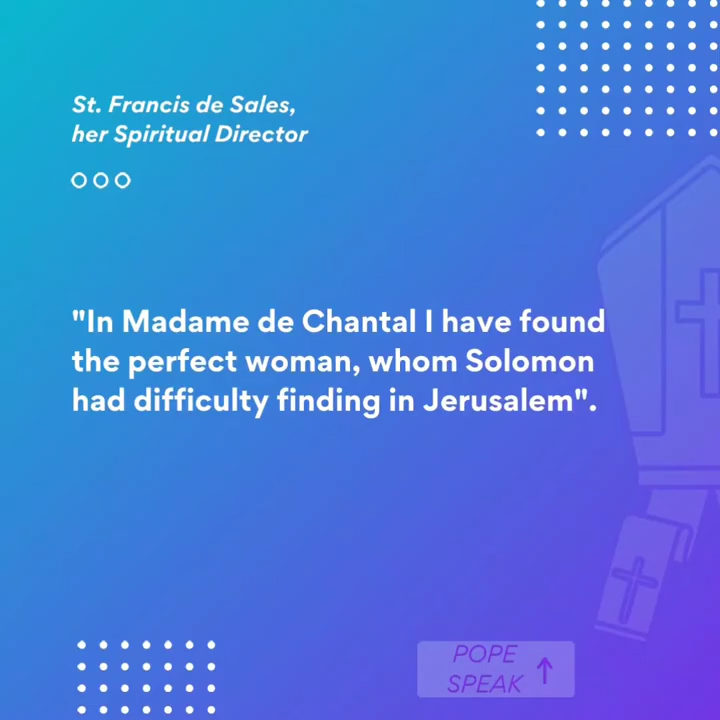 St. Francis de Sales,
her Spiritual Director
"In Madame de Chantal I have found
the perfect woman, whom Solomon
had difficulty finding in Jerusalem".
POPE
SPEAK